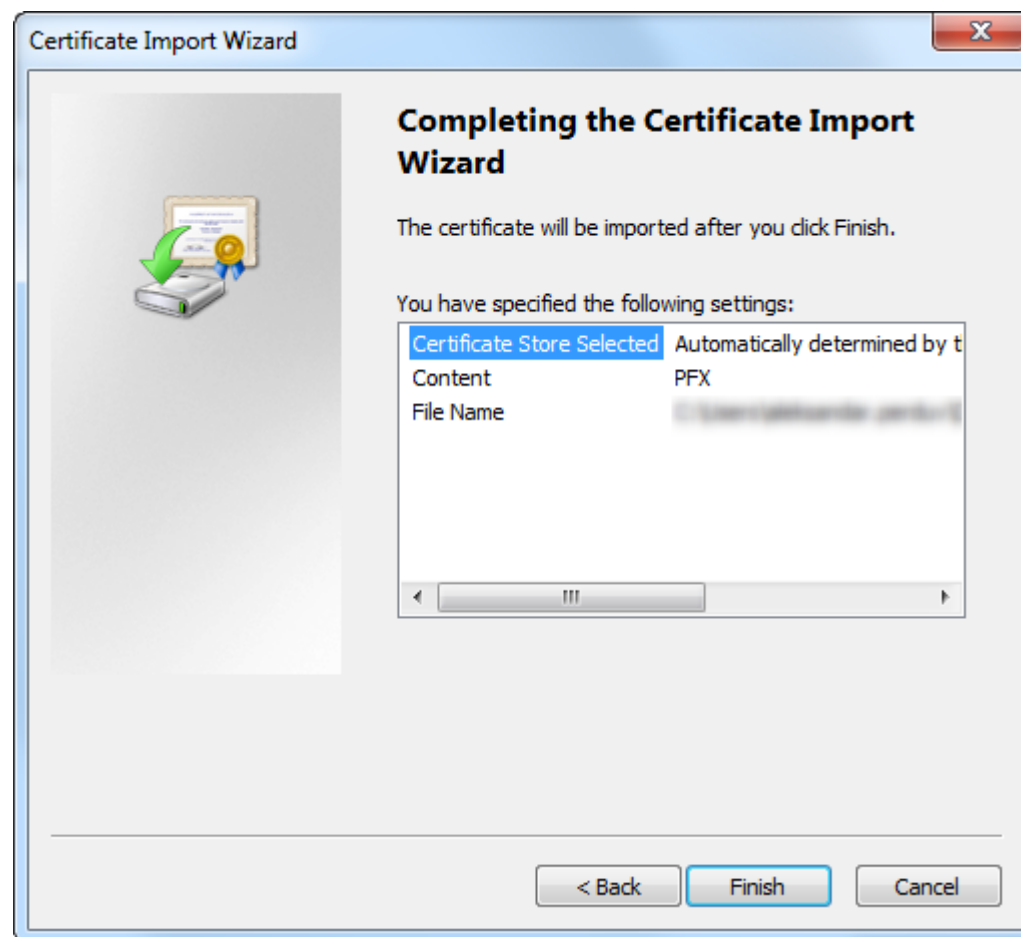 Certificate Import Wizard
Completing the Certificate Import
Wizard
The certificate will be imported after you click Finish.
You have specified the following settings:
Certificate Store Selected Automatically determined by t
Content PFX
File Name
< Back Finish Cancel